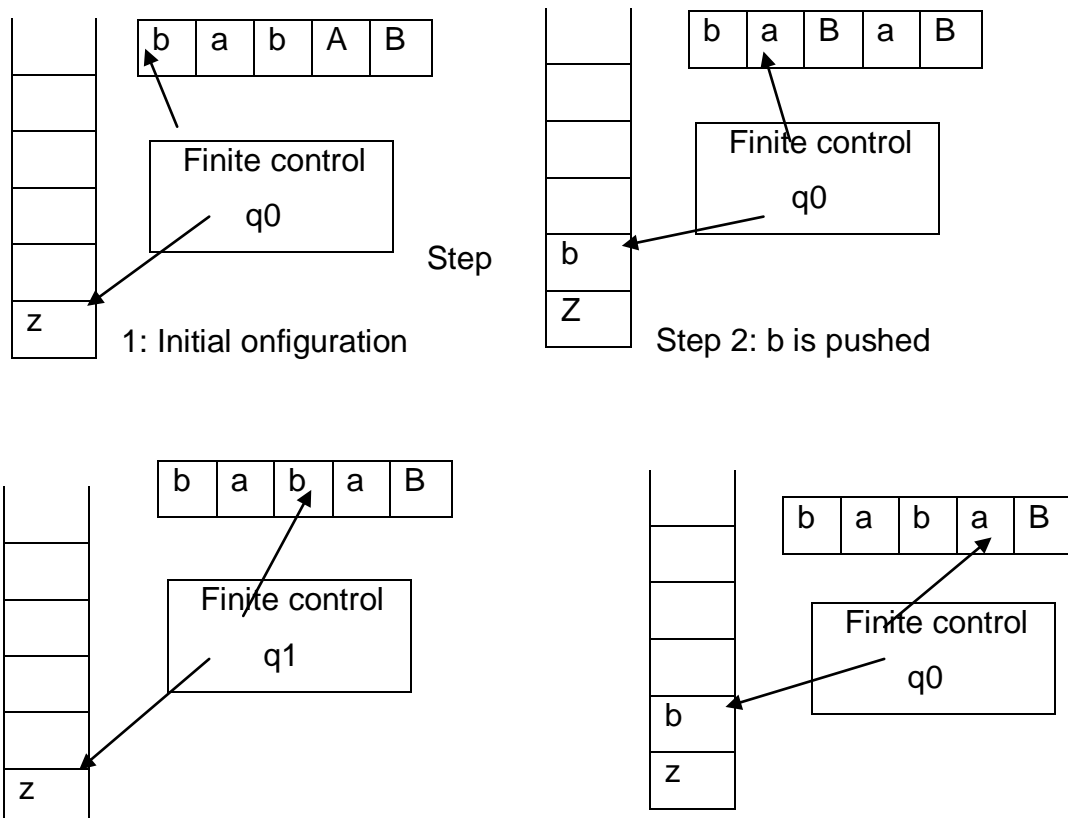 b a b A B
Finite control
q0
Step
z
1: Initial onfiguration
b a B a B
Finite control
q0
b
Z
Step 2: b is pushed
b a b a B
Finite control
q1
z
b a b a B
Finite control
q0
b
z